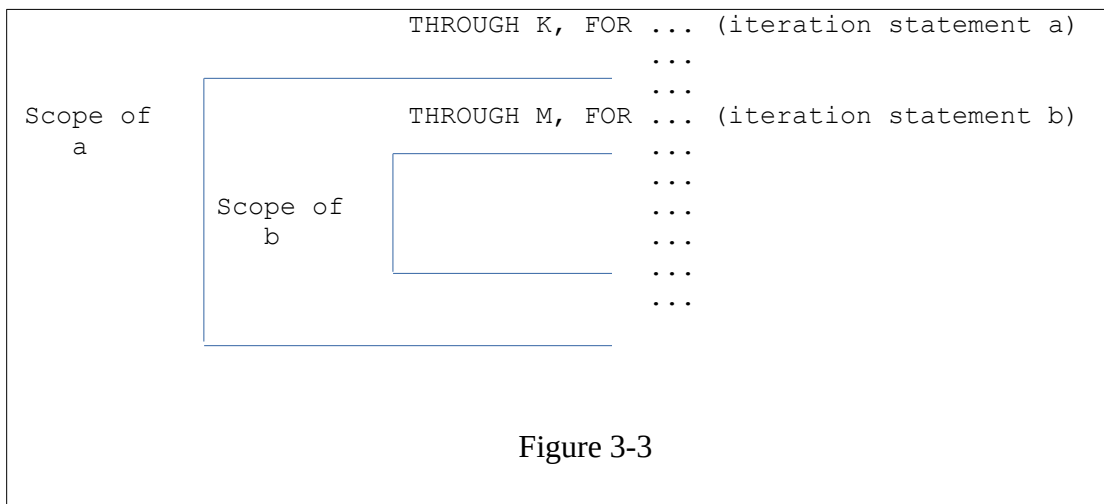 THROUGH K, FOR ... (iteration statement a)
...
...
Scope of THROUGH M, FOR ... (iteration statement b)
a ...
...
Scope of ...
b ...
...
...
Figure 3-3